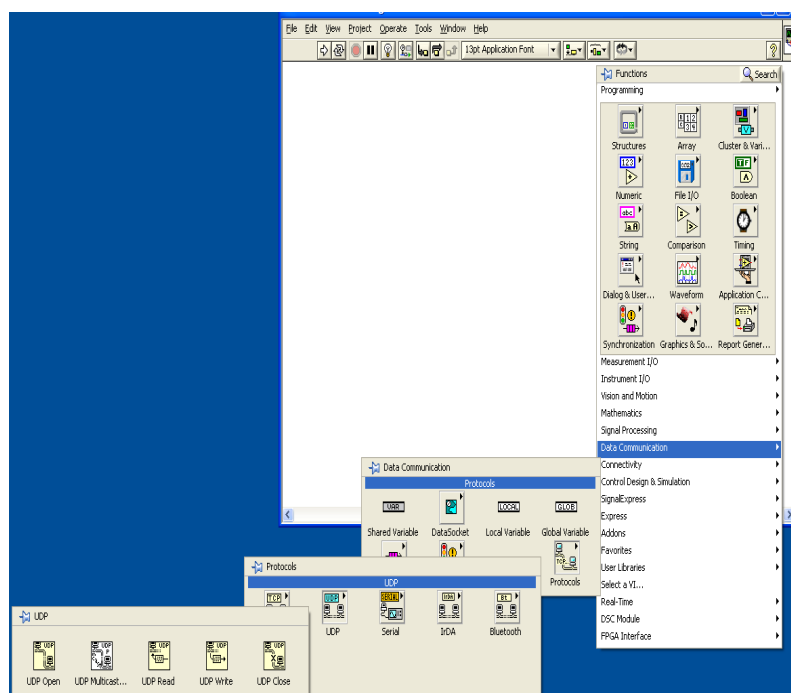 File Edit View Project Operate Tools Window Help
13pt Application Font
Functions Search
Programming
Structures Array Cluster & Vari...
Numeric File I/O Boolean
String Comparison Timing
Dialog & User... Waveform Application C...
Synchronization Graphics & So... Report Gener...
Measurement I/O
Instrument I/O
Vision and Motion
Mathematics
Signal Processing
Data Communication
Connectivity
Control Design & Simulation
SignalExpress
Express
Addons
Favorites
User Libraries
Select a VI...
Real-Time
DSC Module
FPGA Interface
Data Communication
Protocols
VAR LOCAL GLOB
Shared Variable DataSocket Local Variable Global Variable
TCP
Protocols
Protocols
UDP
TCP UDP SERIAL IrDA Bt
UDP Serial IrDA Bluetooth
UDP
UDP UDP UDP UDP UDP
UDP Open UDP Multicast... UDP Read UDP Write UDP Close